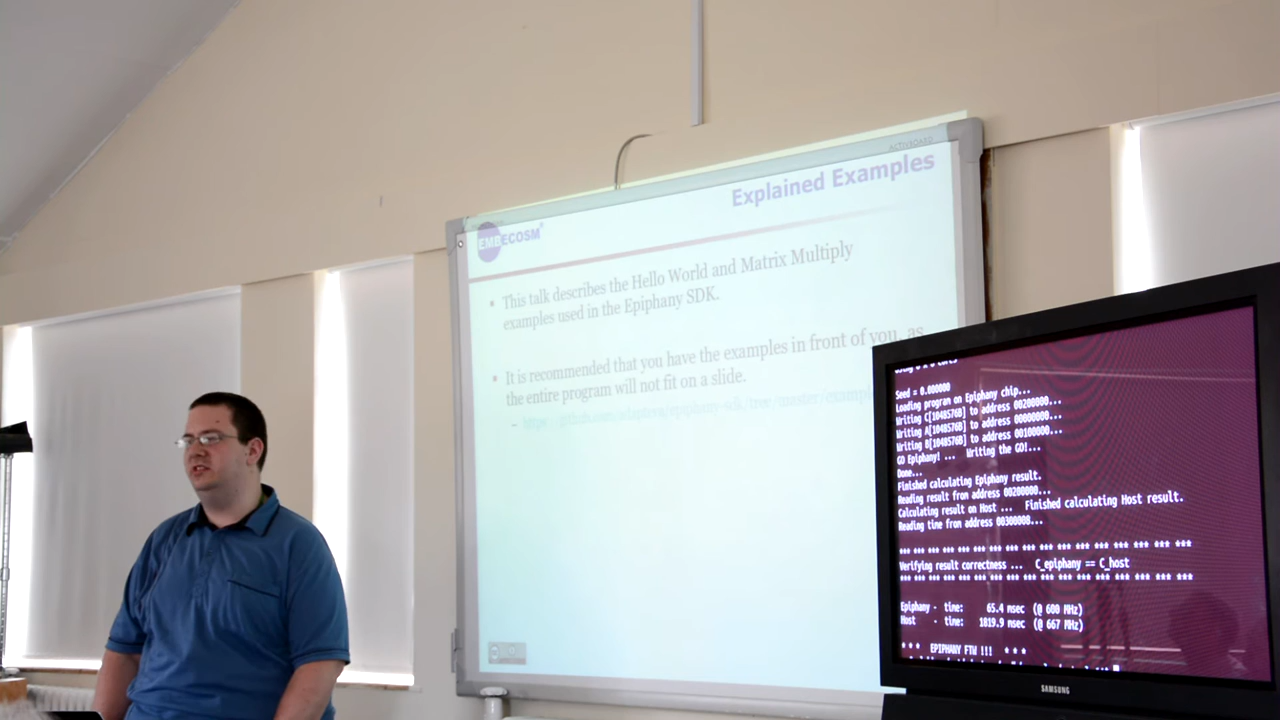 ACTIVBOARD
Explained Examples
EMBECOSM®
• This talk describes the Hello World and Matrix Multiply
examples used in the Epiphany SDK.
• It is recommended that you have the examples in front of you, as
the entire program will not fit on a slide.
Seed = 0.000000
Loading program on Epiphany chip...
Writing C[1048576B] to address 00200000...
Writing A[1048576B] to address 00000000...
Writing B[1048576B] to address 00100000...
GO Epiphany! ... Writing the GO!...
Done...
Finished calculating Epiphany result.
Reading result from address 00200000...
Calculating result on Host ... Finished calculating Host result.
Reading time from address 00300000...
*** *** *** *** *** *** *** *** *** *** *** *** *** *** *** *** ***
Verifying result correctness ... C_epiphany == C_host
*** *** *** *** *** *** *** *** *** *** *** *** *** *** *** *** ***
Epiphany - time: 65.4 msec (@ 600 MHz)
Host - time: 1819.9 msec (@ 667 MHz)
* * * EPIPHANY FTW !!! * * *
SAMSUNG